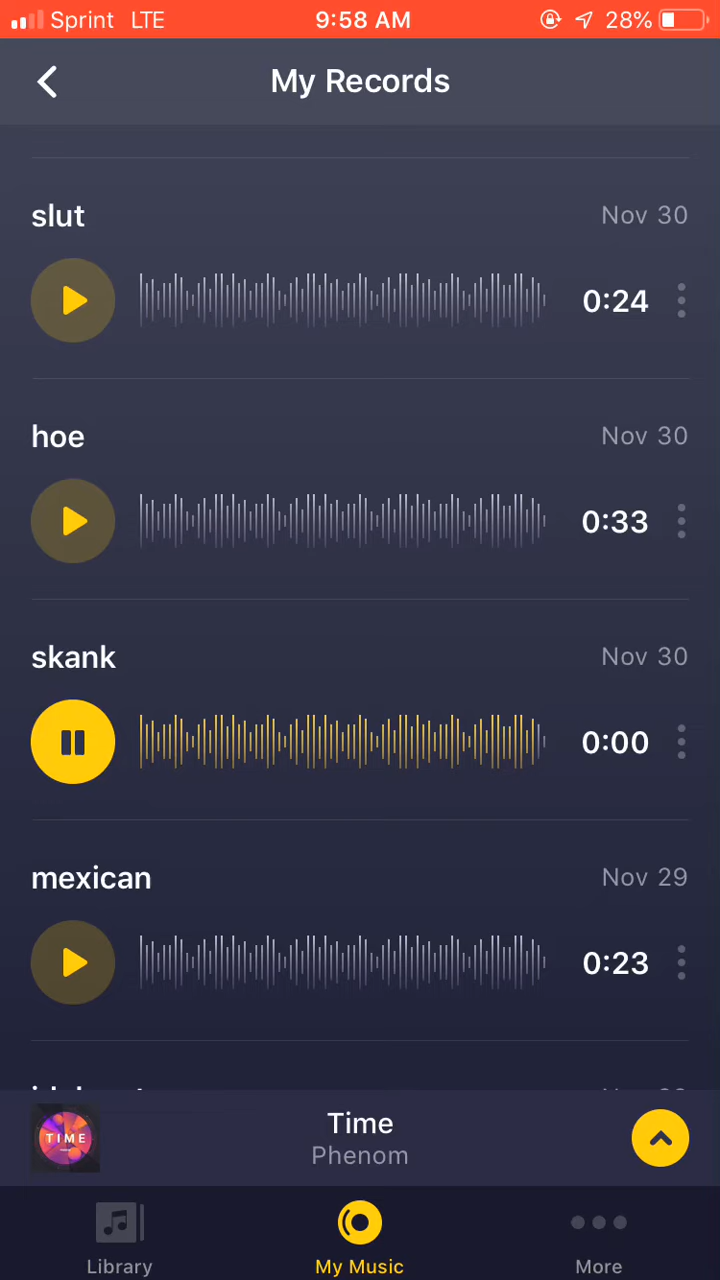 Sprint LTE 9:58 AM 28%
My Records
slut Nov 30
0:24
hoe Nov 30
0:33
skank Nov 30
0:00
mexican Nov 29
0:23
TIME
Time
Phenom
Library My Music More